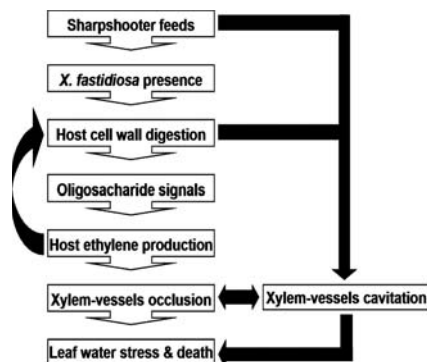 Sharpshooter feeds
X. fastidiosa presence
Host cell wall digestion
Oligosacharide signals
Host ethylene production
Xylem-vessels occlusion
Xylem-vessels cavitation
Leaf water stress & death